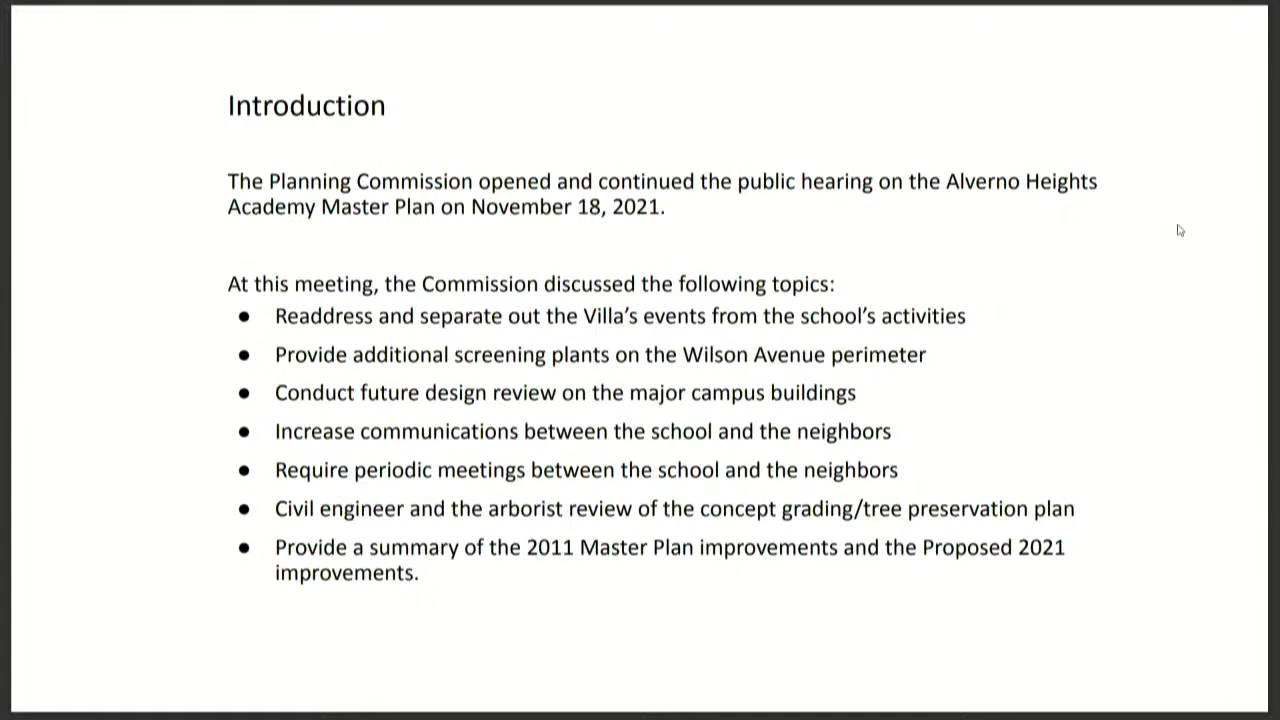 Introduction
The Planning Commission opened and continued the public hearing on the Alverno Heights
Academy Master Plan on November 18, 2021.
At this meeting, the Commission discussed the following topics:
● Readdress and separate out the Villa’s events from the school’s activities
● Provide additional screening plants on the Wilson Avenue perimeter
● Conduct future design review on the major campus buildings
● Increase communications between the school and the neighbors
● Require periodic meetings between the school and the neighbors
● Civil engineer and the arborist review of the concept grading/tree preservation plan
● Provide a summary of the 2011 Master Plan improvements and the Proposed 2021
improvements.